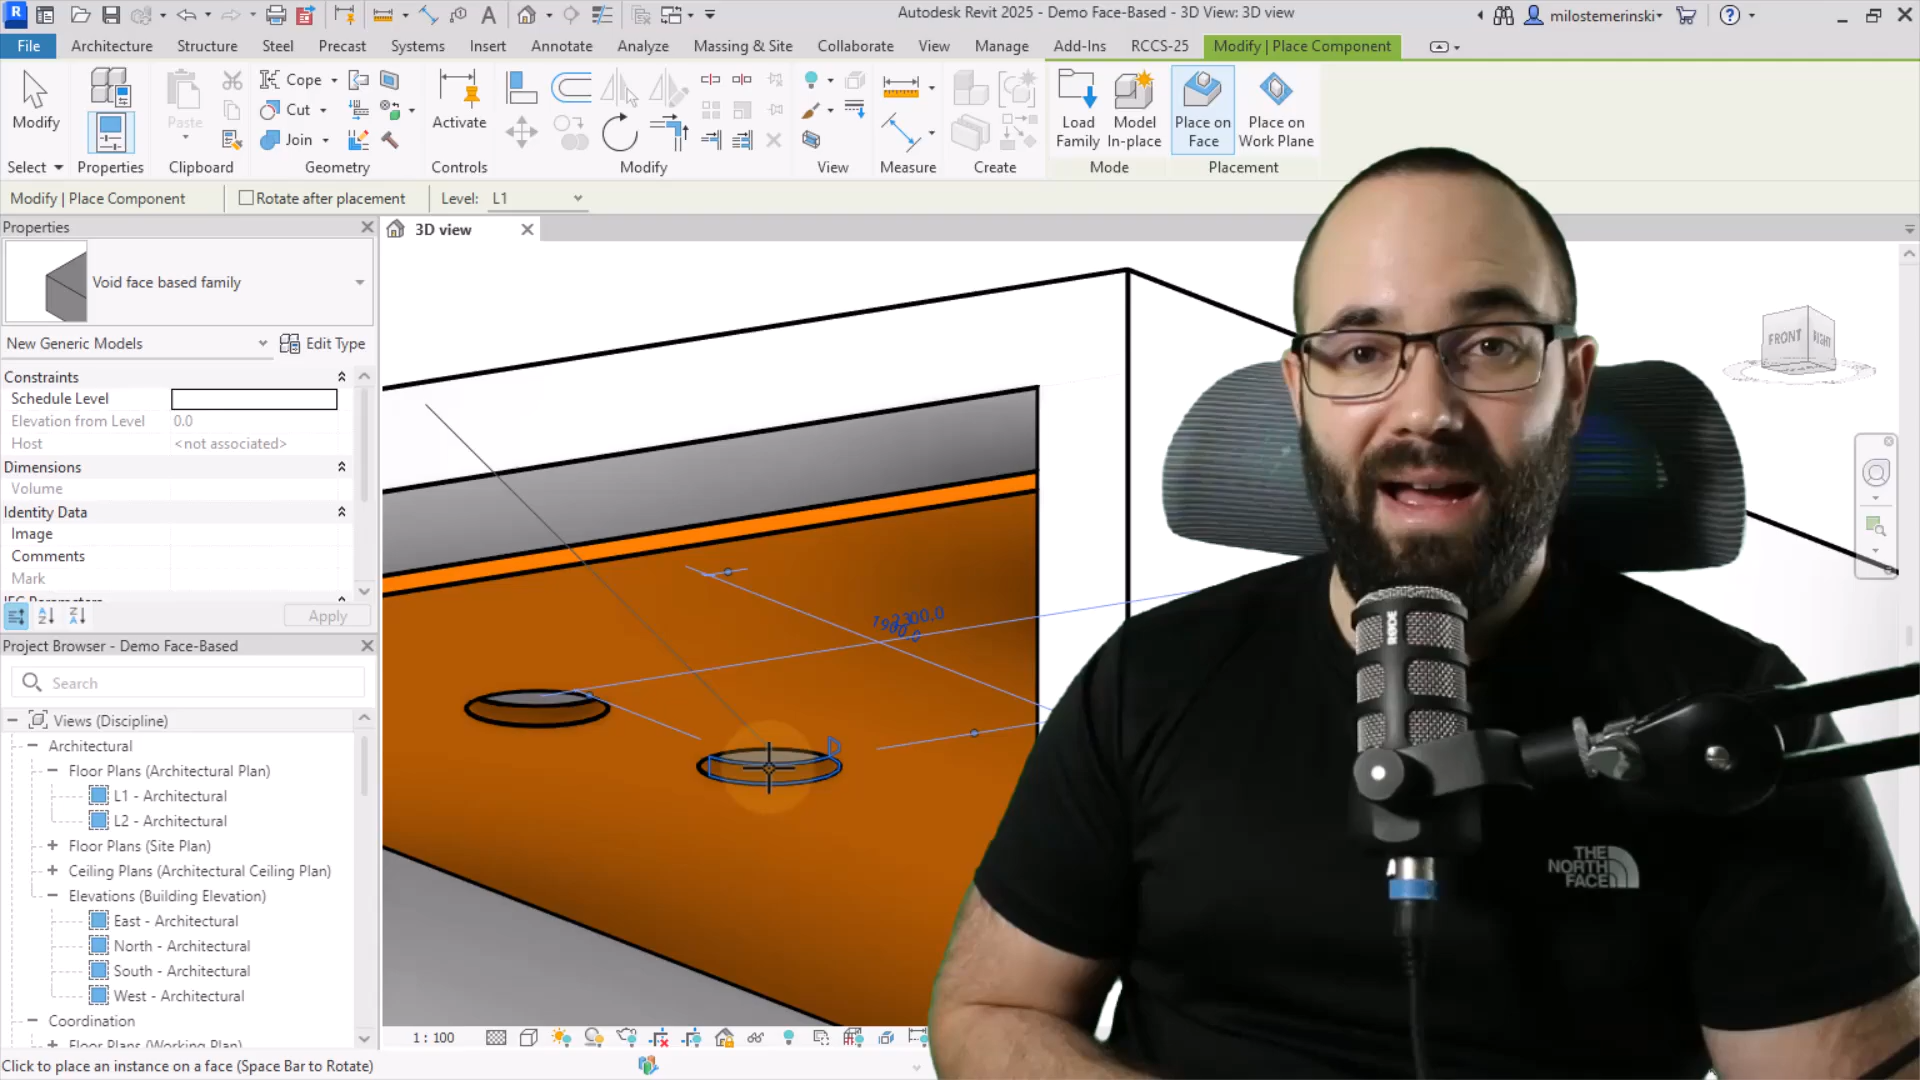 Autodesk Revit 2025 - Demo Face-Based - 3D View: 3D view
milostemerinski
File Architecture Structure Steel Precast Systems Insert Annotate Analyze Massing & Site Collaborate View Manage Add-Ins RCCS-25 Modify | Place Component
Modify
Select
Properties
Paste
Clipboard
Cope
Cut
Join
Geometry
Activate
Controls
Modify
View
Measure
Create
Load Family
Model In-place
Mode
Place on Face
Place on Work Plane
Placement
Modify | Place Component
Rotate after placement
Level: L1
Properties
Void face based family
New Generic Models
Edit Type
Constraints
Schedule Level
Elevation from Level 0.0
Host <not associated>
Dimensions
Volume
Identity Data
Image
Comments
Mark
Apply
3D view
FRONT
RIGHT
Project Browser - Demo Face-Based
Search
Views (Discipline)
Architectural
Floor Plans (Architectural Plan)
L1 - Architectural
L2 - Architectural
Floor Plans (Site Plan)
Ceiling Plans (Architectural Ceiling Plan)
Elevations (Building Elevation)
East - Architectural
North - Architectural
South - Architectural
West - Architectural
Coordination
Floor Plans (Working Plan)
1 : 100
Click to place an instance on a face (Space Bar to Rotate)
RØDE
THE
NORTH
FACE